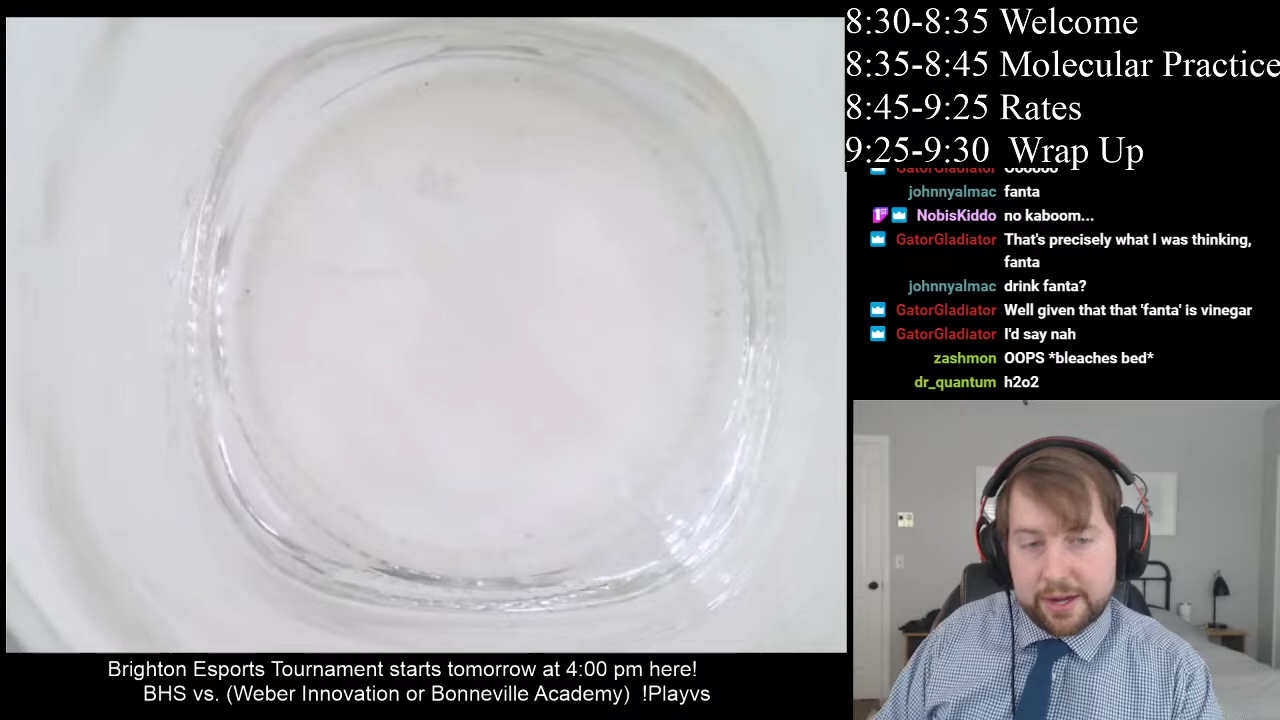 8:30-8:35 Welcome
8:35-8:45 Molecular Practice
8:45-9:25 Rates
9:25-9:30 Wrap Up
GatorGladiator Oooooo
johnnyalmac fanta
1ST NobisKiddo no kaboom...
GatorGladiator That's precisely what I was thinking,
fanta
johnnyalmac drink fanta?
GatorGladiator Well given that that 'fanta' is vinegar
GatorGladiator I'd say nah
zashmon OOPS *bleaches bed*
dr_quantum h2o2
Brighton Esports Tournament starts tomorrow at 4:00 pm here!
BHS vs. (Weber Innovation or Bonneville Academy) !Playvs